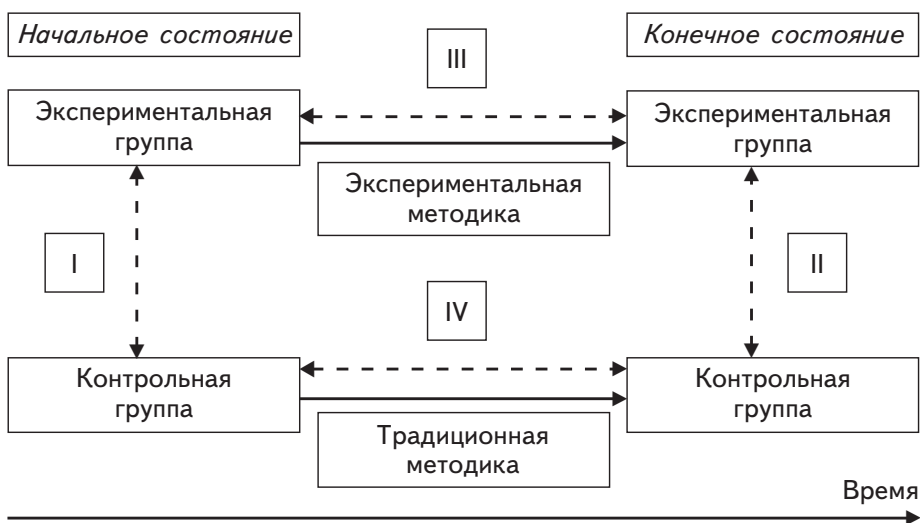 Начальное состояние
III
Конечное состояние
Экспериментальная
группа
Экспериментальная
группа
Экспериментальная
методика
I
II
IV
Контрольная
группа
Контрольная
группа
Традиционная
методика
Время